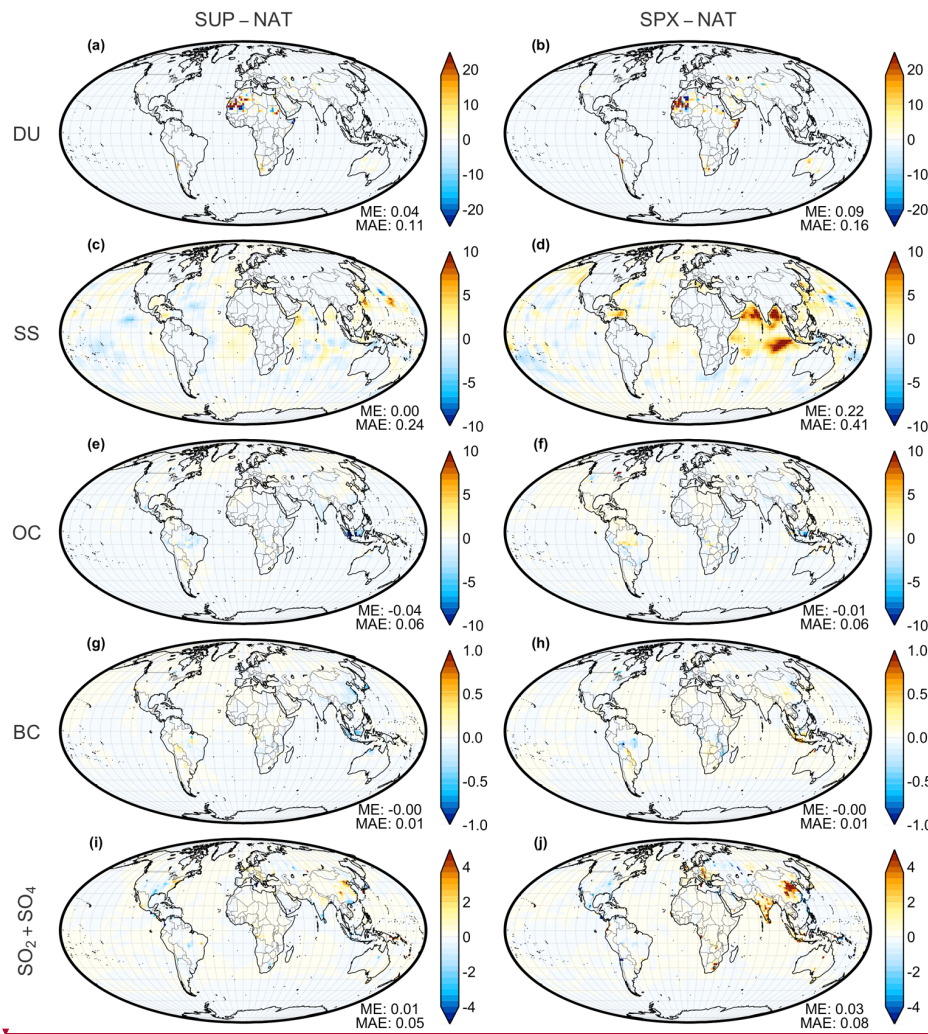 SUP – NAT
SPX – NAT
(a)
(b)
DU
20
10
0
-10
-20
20
10
0
-10
-20
ME: 0.04
MAE: 0.11
ME: 0.09
MAE: 0.16
(c)
(d)
SS
10
5
0
-5
-10
10
5
0
-5
-10
ME: 0.00
MAE: 0.24
ME: 0.22
MAE: 0.41
(e)
(f)
OC
10
5
0
-5
-10
10
5
0
-5
-10
ME: -0.04
MAE: 0.06
ME: -0.01
MAE: 0.06
(g)
(h)
BC
1.0
0.5
0.0
-0.5
-1.0
1.0
0.5
0.0
-0.5
-1.0
ME: -0.00
MAE: 0.01
ME: -0.00
MAE: 0.01
(i)
(j)
SO₂ + SO₄
4
2
0
-2
-4
4
2
0
-2
-4
ME: 0.01
MAE: 0.05
ME: 0.03
MAE: 0.08